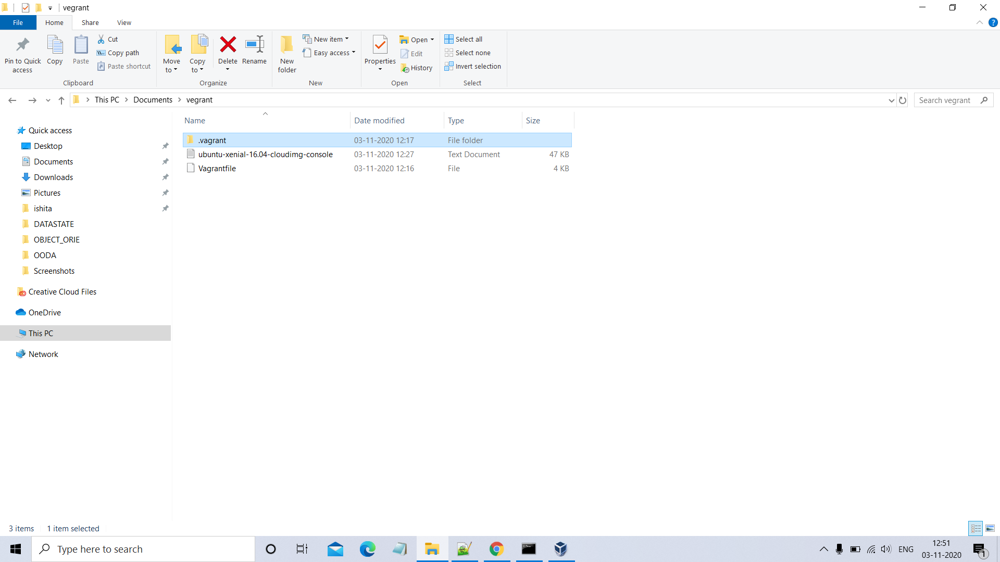 vegrant
File Home Share View
Pin to Quick access
Copy
Paste
Cut
Copy path
Paste shortcut
Clipboard
Move to
Copy to
Delete
Rename
Organize
New folder
New item
Easy access
New
Properties
Open
Edit
History
Open
Select all
Select none
Invert selection
Select
This PC Documents vegrant
Search vegrant
Quick access
Desktop
Documents
Downloads
Pictures
ishita
DATASTATE
OBJECT_ORIE
OODA
Screenshots
Creative Cloud Files
OneDrive
This PC
Network
Name Date modified Type Size
.vagrant 03-11-2020 12:17 File folder
ubuntu-xenial-16.04-cloudimg-console 03-11-2020 12:27 Text Document 47 KB
Vagrantfile 03-11-2020 12:16 File 4 KB
3 items 1 item selected
Type here to search
ENG
12:51
03-11-2020
1